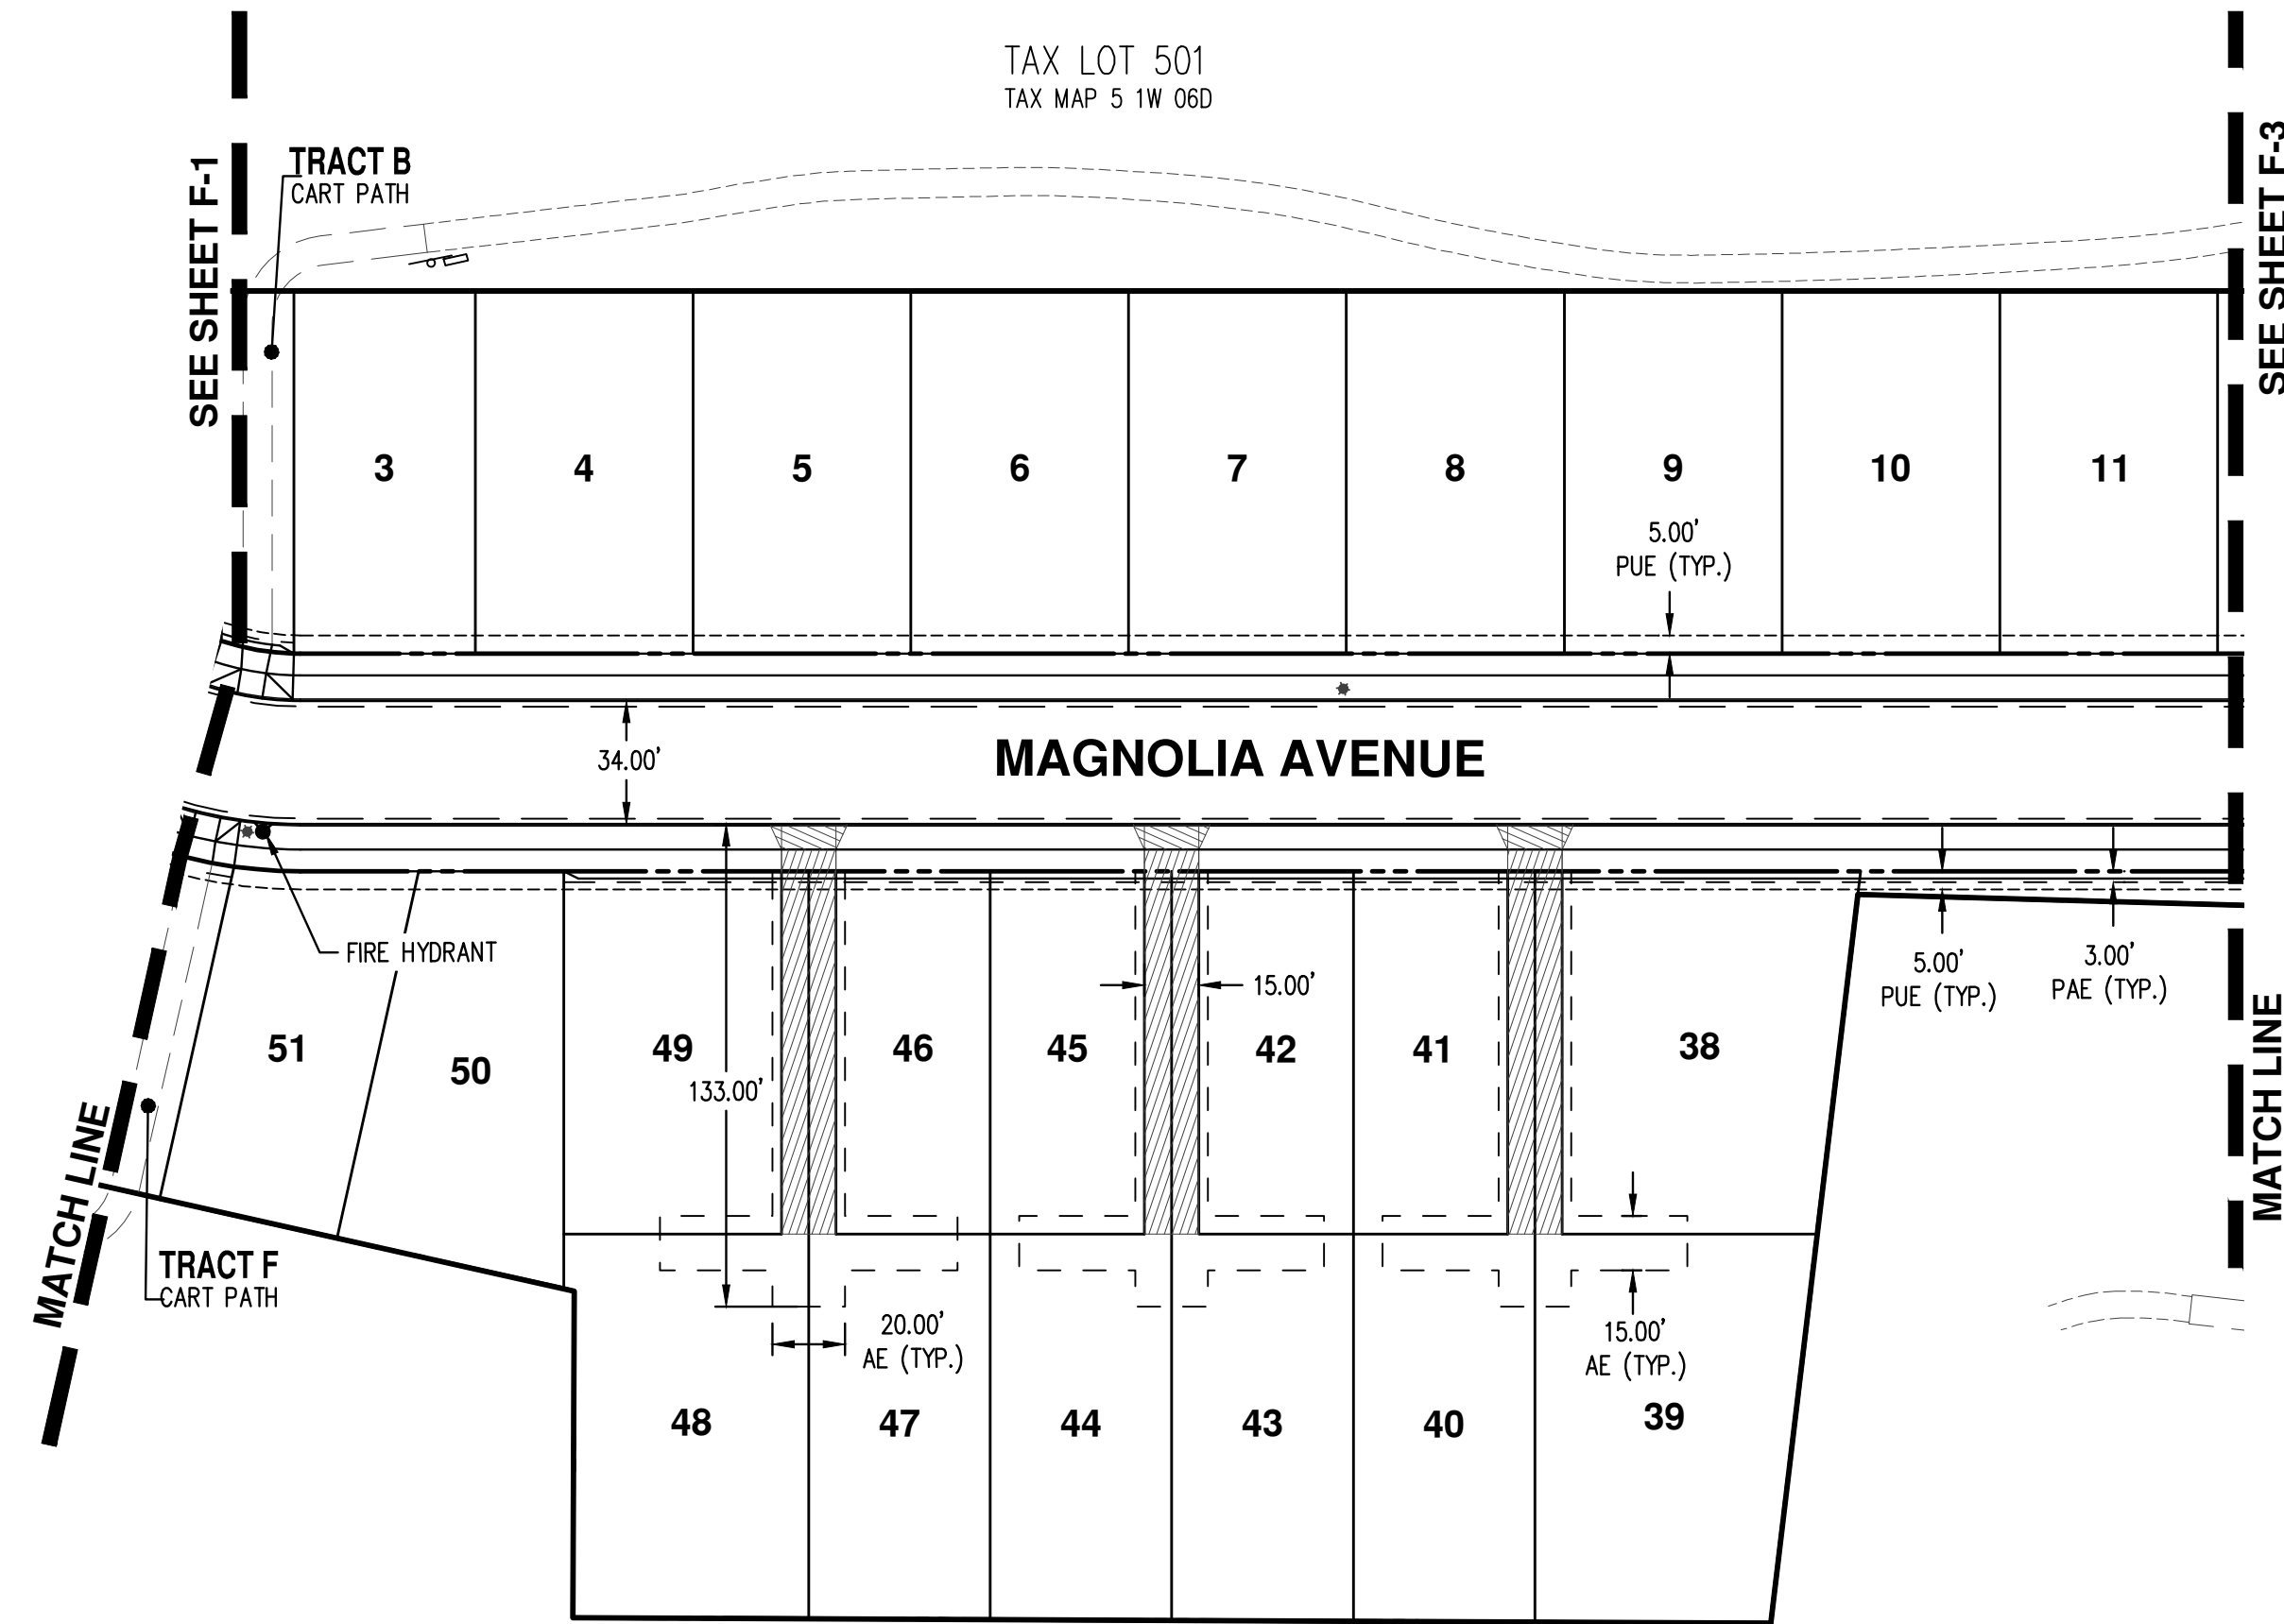 TAX LOT 501
TAX MAP 5 1W 06D
SEE SHEET F-1
TRACT B
CART PATH
SEE SHEET F-3
3
4
5
6
7
8
9
10
11
5.00'
PUE (TYP.)
34.00'
MAGNOLIA AVENUE
FIRE HYDRANT
5.00'
PUE (TYP.)
3.00'
PAE (TYP.)
15.00'
51
50
49
46
45
42
41
38
133.00'
MATCH LINE
MATCH LINE
TRACT F
CART PATH
20.00'
AE (TYP.)
15.00'
AE (TYP.)
48
47
44
43
40
39